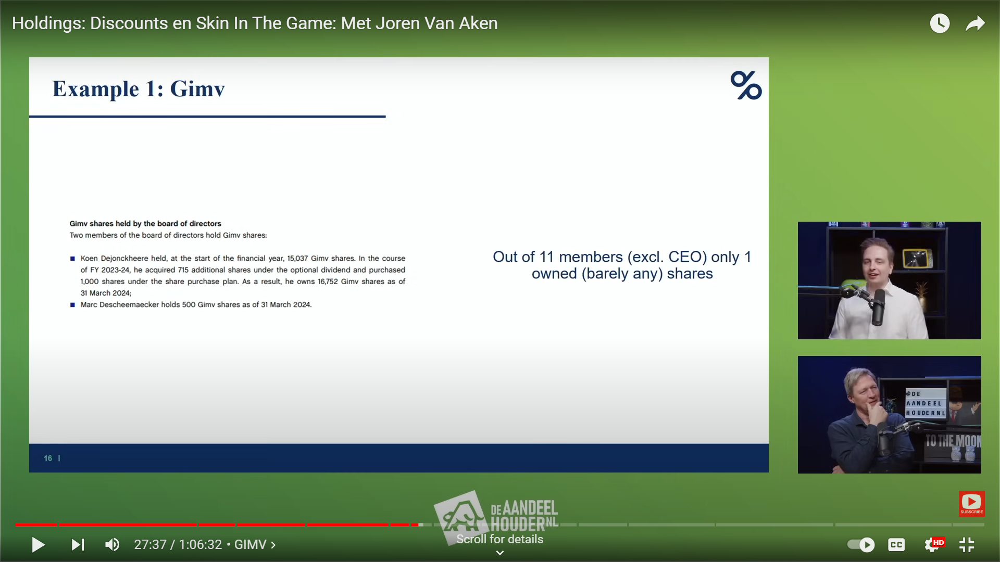 Holdings: Discounts en Skin In The Game: Met Joren Van Aken
Example 1: Gimv
Gimv shares held by the board of directors
Two members of the board of directors hold Gimv shares:
■ Koen Dejonckheere held, at the start of the financial year, 15,037 Gimv shares. In the course
of FY 2023-24, he acquired 715 additional shares under the optional dividend and purchased
1,000 shares under the share purchase plan. As a result, he owns 16,752 Gimv shares as of
31 March 2024;
■ Marc Descheemaecker holds 500 Gimv shares as of 31 March 2024.
Out of 11 members (excl. CEO) only 1
owned (barely any) shares
16 |
@DE
AANDEEL
HOUDERNL
TO THE MOON
DE AANDEEL
HOUDER NL
SUBSCRIBE
Scroll for details
27:37 / 1:06:32 • GIMV >
CC
HD